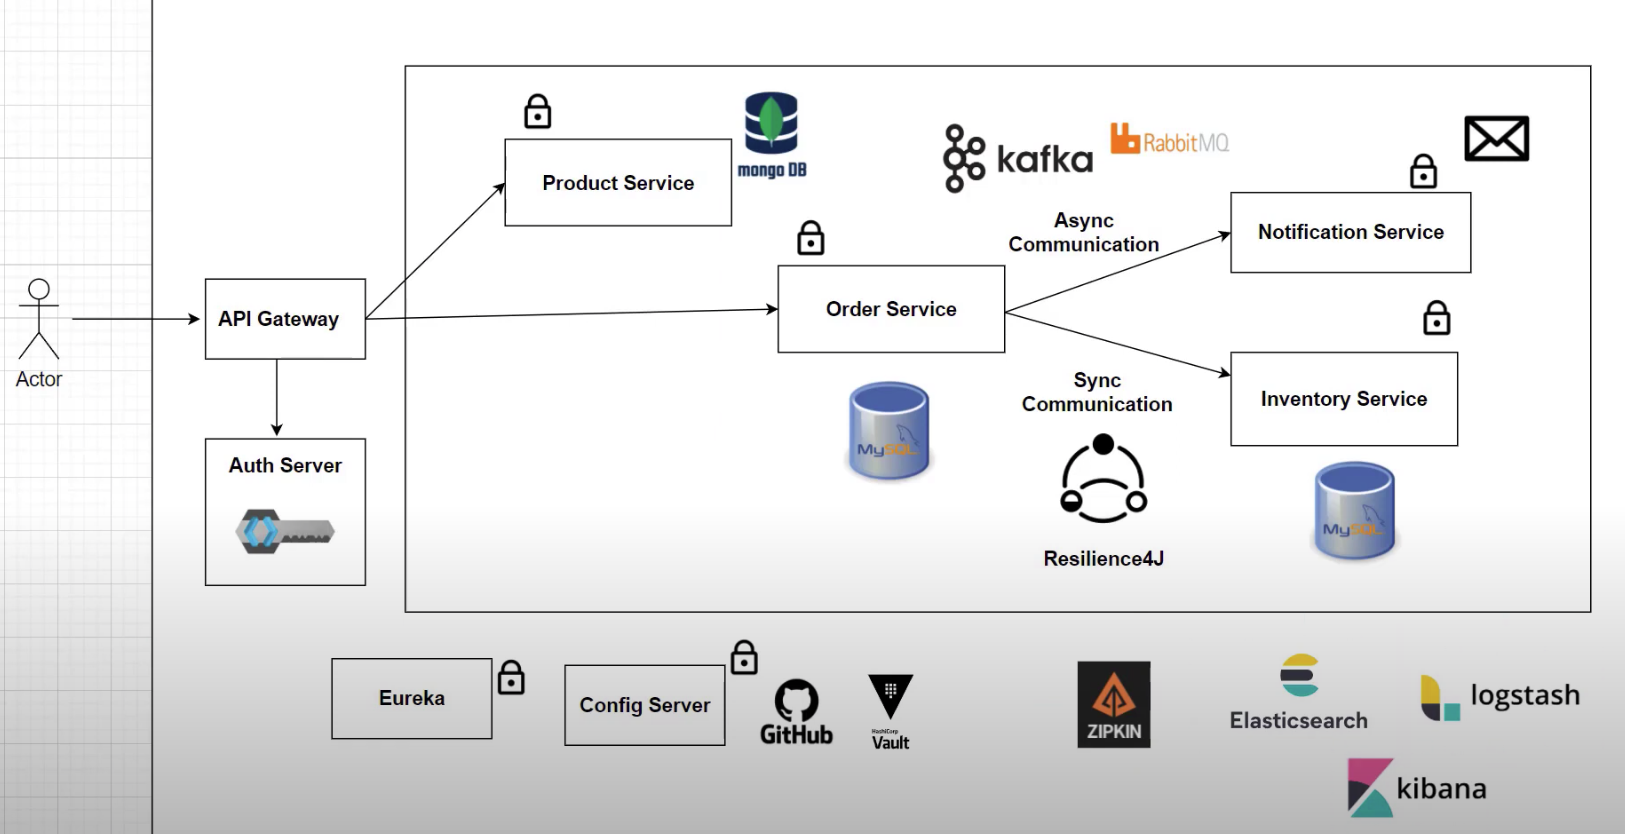 mongo DB
kafka
RabbitMQ
Product Service
Async
Communication
Notification Service
Order Service
API Gateway
Actor
Sync
Communication
Inventory Service
MySQL
Auth Server
MySQL
Resilience4J
Eureka
Config Server
GitHub
HashiCorp
Vault
ZIPKIN
Elasticsearch
logstash
kibana